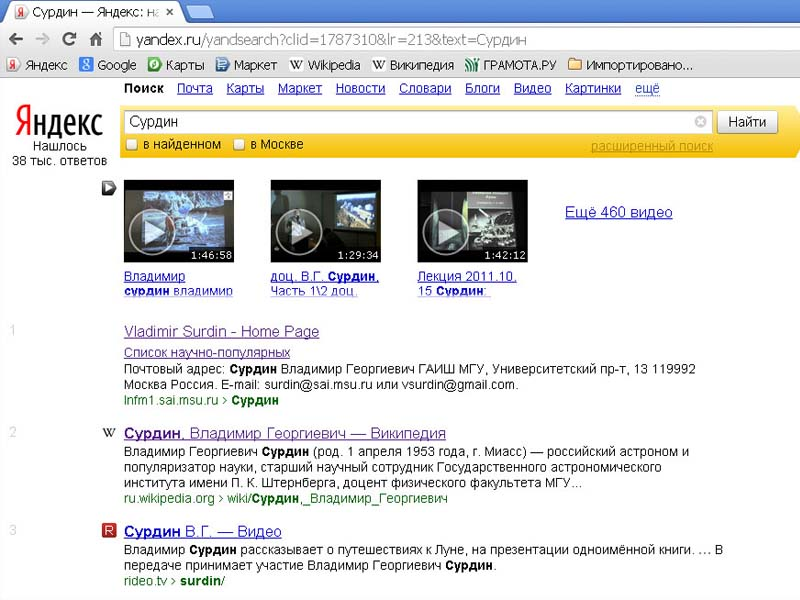 Сурдин — Яндекс: на
yandex.ru/yandsearch?clid=1787310&lr=213&text=Сурдин
Яндекс Google Карты Маркет Wikipedia Википедия ГРАМОТА.РУ Импортировано...
Поиск Почта Карты Маркет Новости Словари Блоги Видео Картинки ещё
Яндекс
Сурдин
Найти
в найденном в Москве расширенный поиск
Нашлось
38 тыс. ответов
1:46:58 1:29:34 1:42:12
Ещё 460 видео
Владимир
сурдин владимир
доц. В.Г. Сурдин,
Часть 1\2 доц.
Лекция 2011.10.
15 Сурдин:
1
Vladimir Surdin - Home Page
Список научно-популярных
Почтовый адрес: Сурдин Владимир Георгиевич ГАИШ МГУ, Университетский пр-т, 13 119992
Москва Россия. E-mail: surdin@sai.msu.ru или vsurdin@gmail.com.
lnfm1.sai.msu.ru › Сурдин
2
W Сурдин, Владимир Георгиевич — Википедия
Владимир Георгиевич Сурдин (род. 1 апреля 1953 года, г. Миасс) — российский астроном и
популяризатор науки, старший научный сотрудник Государственного астрономического
института имени П. К. Штернберга, доцент физического факультета МГУ...
ru.wikipedia.org › wiki/Сурдин,_Владимир_Георгиевич
3
R Сурдин В.Г. — Видео
Владимир Сурдин рассказывает о путешествиях к Луне, на презентации одноимённой книги. ... В
передаче принимает участие Владимир Георгиевич Сурдин.
rideo.tv › surdin/